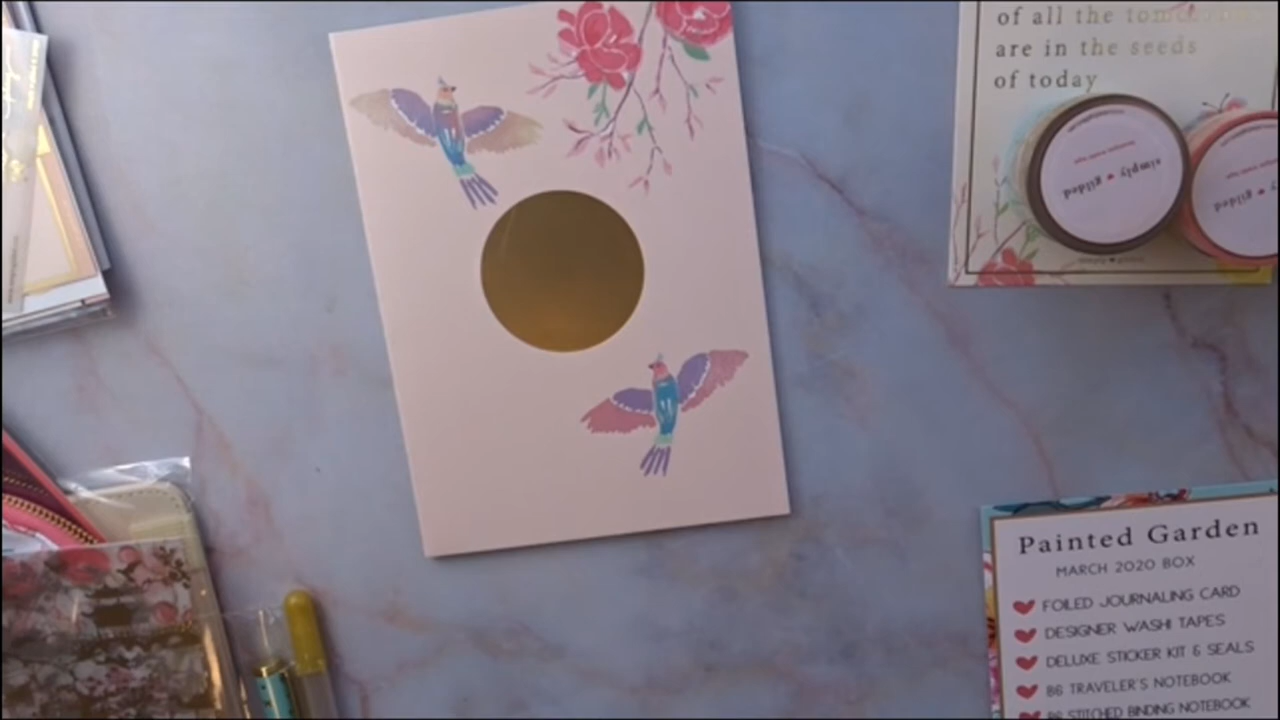 of all the tomorrows
are in the seeds
of today
simply gilded
simply gilded
Painted Garden
MARCH 2020 BOX
FOILED JOURNALING CARD
DESIGNER WASHI TAPES
DELUXE STICKER KIT & SEALS
B6 TRAVELER'S NOTEBOOK
B6 STITCHED BINDING NOTEBOOK